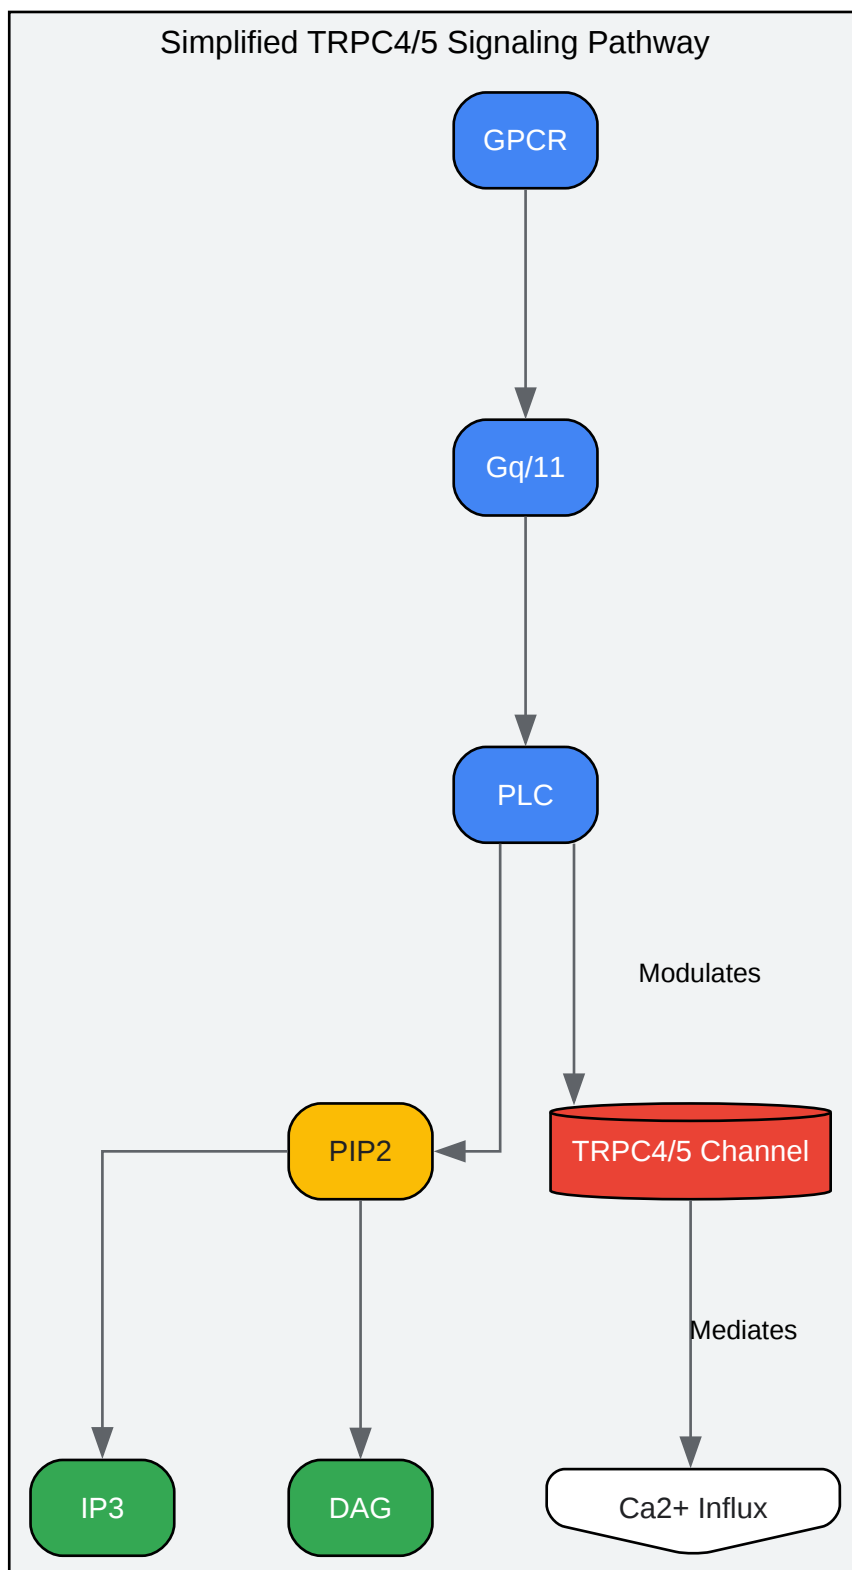 Simplified TRPC4/5 Signaling Pathway
GPCR
Gq/11
PLC
Modulates
PIP2
TRPC4/5 Channel
Mediates
IP3
DAG
Ca2+ Influx